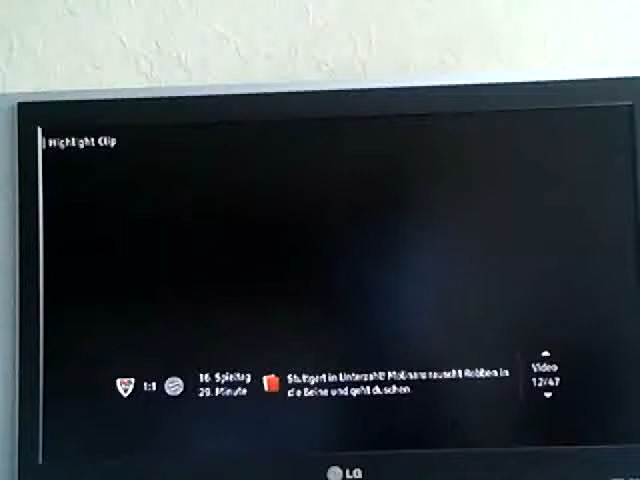 Highlight Clip
1:1
16. Spieltag
29. Minute
Stuttgart in Unterzahl! Molinaro rauscht Robben in
die Beine und geht duschen
Video
12/47
LG